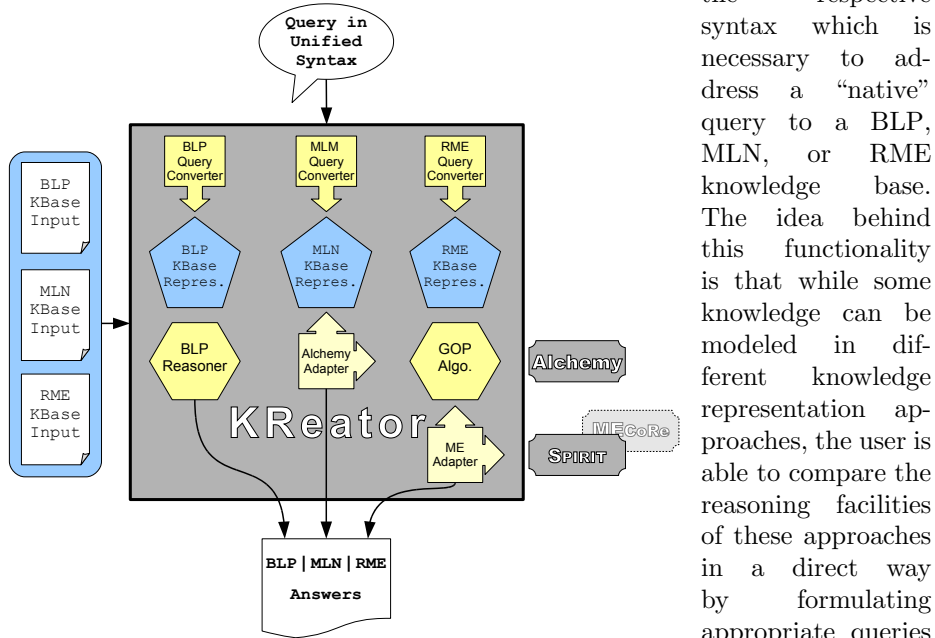 Query in
Unified
Syntax
BLP
Query
Converter
MLM
Query
Converter
RME
Query
Converter
BLP
KBase
Input
MLN
KBase
Input
RME
KBase
Input
BLP
KBase
Repres.
MLN
KBase
Repres.
RME
KBase
Repres.
BLP
Reasoner
Alchemy
Adapter
GOP
Algo.
Alchemy
KReator
ME
Adapter
MECoRe
SPIRIT
BLP|MLN|RME
Answers
the respective
syntax which is
necessary to ad-
dress a “native”
query to a BLP,
MLN, or RME
knowledge base.
The idea behind
this functionality
is that while some
knowledge can be
modeled in dif-
ferent knowledge
representation ap-
proaches, the user is
able to compare the
reasoning facilities
of these approaches
in a direct way
by formulating
appropriate queries